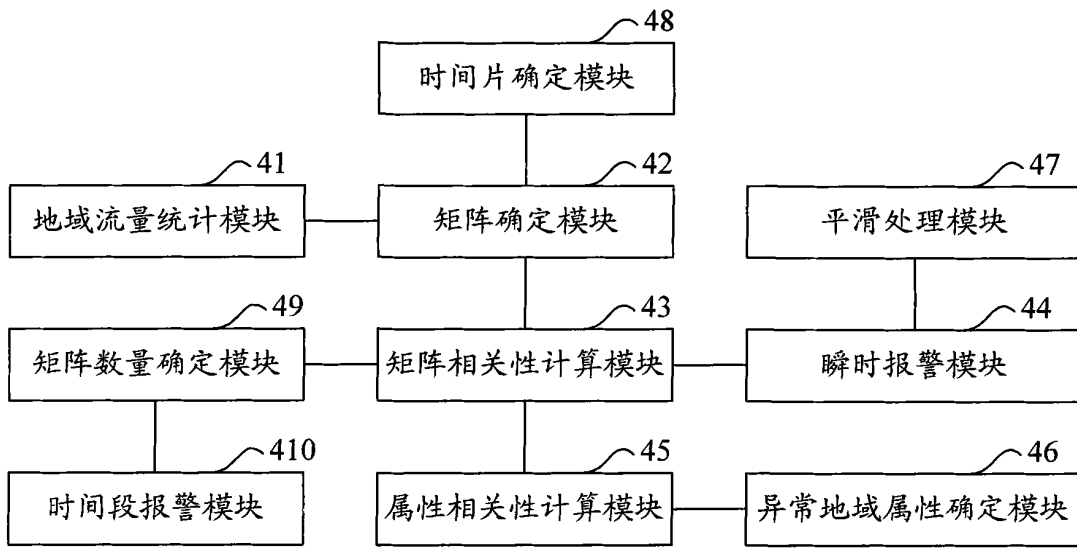 48
时间片确定模块
41
42
47
地域流量统计模块
矩阵确定模块
平滑处理模块
49
43
44
矩阵数量确定模块
矩阵相关性计算模块
瞬时报警模块
410
45
46
时间段报警模块
属性相关性计算模块
异常地域属性确定模块